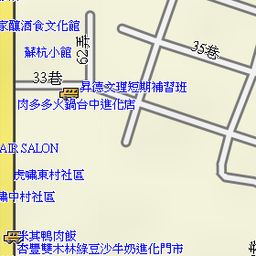 家釀酒食文化館
蘇杭小館
62弄
35巷
33巷
昇德文理短期補習班
肉多多火鍋台中進化店
AIR SALON
虎嘯東村社區
嘯中村社區
米其鴨肉飯
杏豐雙木林綠豆沙牛奶進化門市